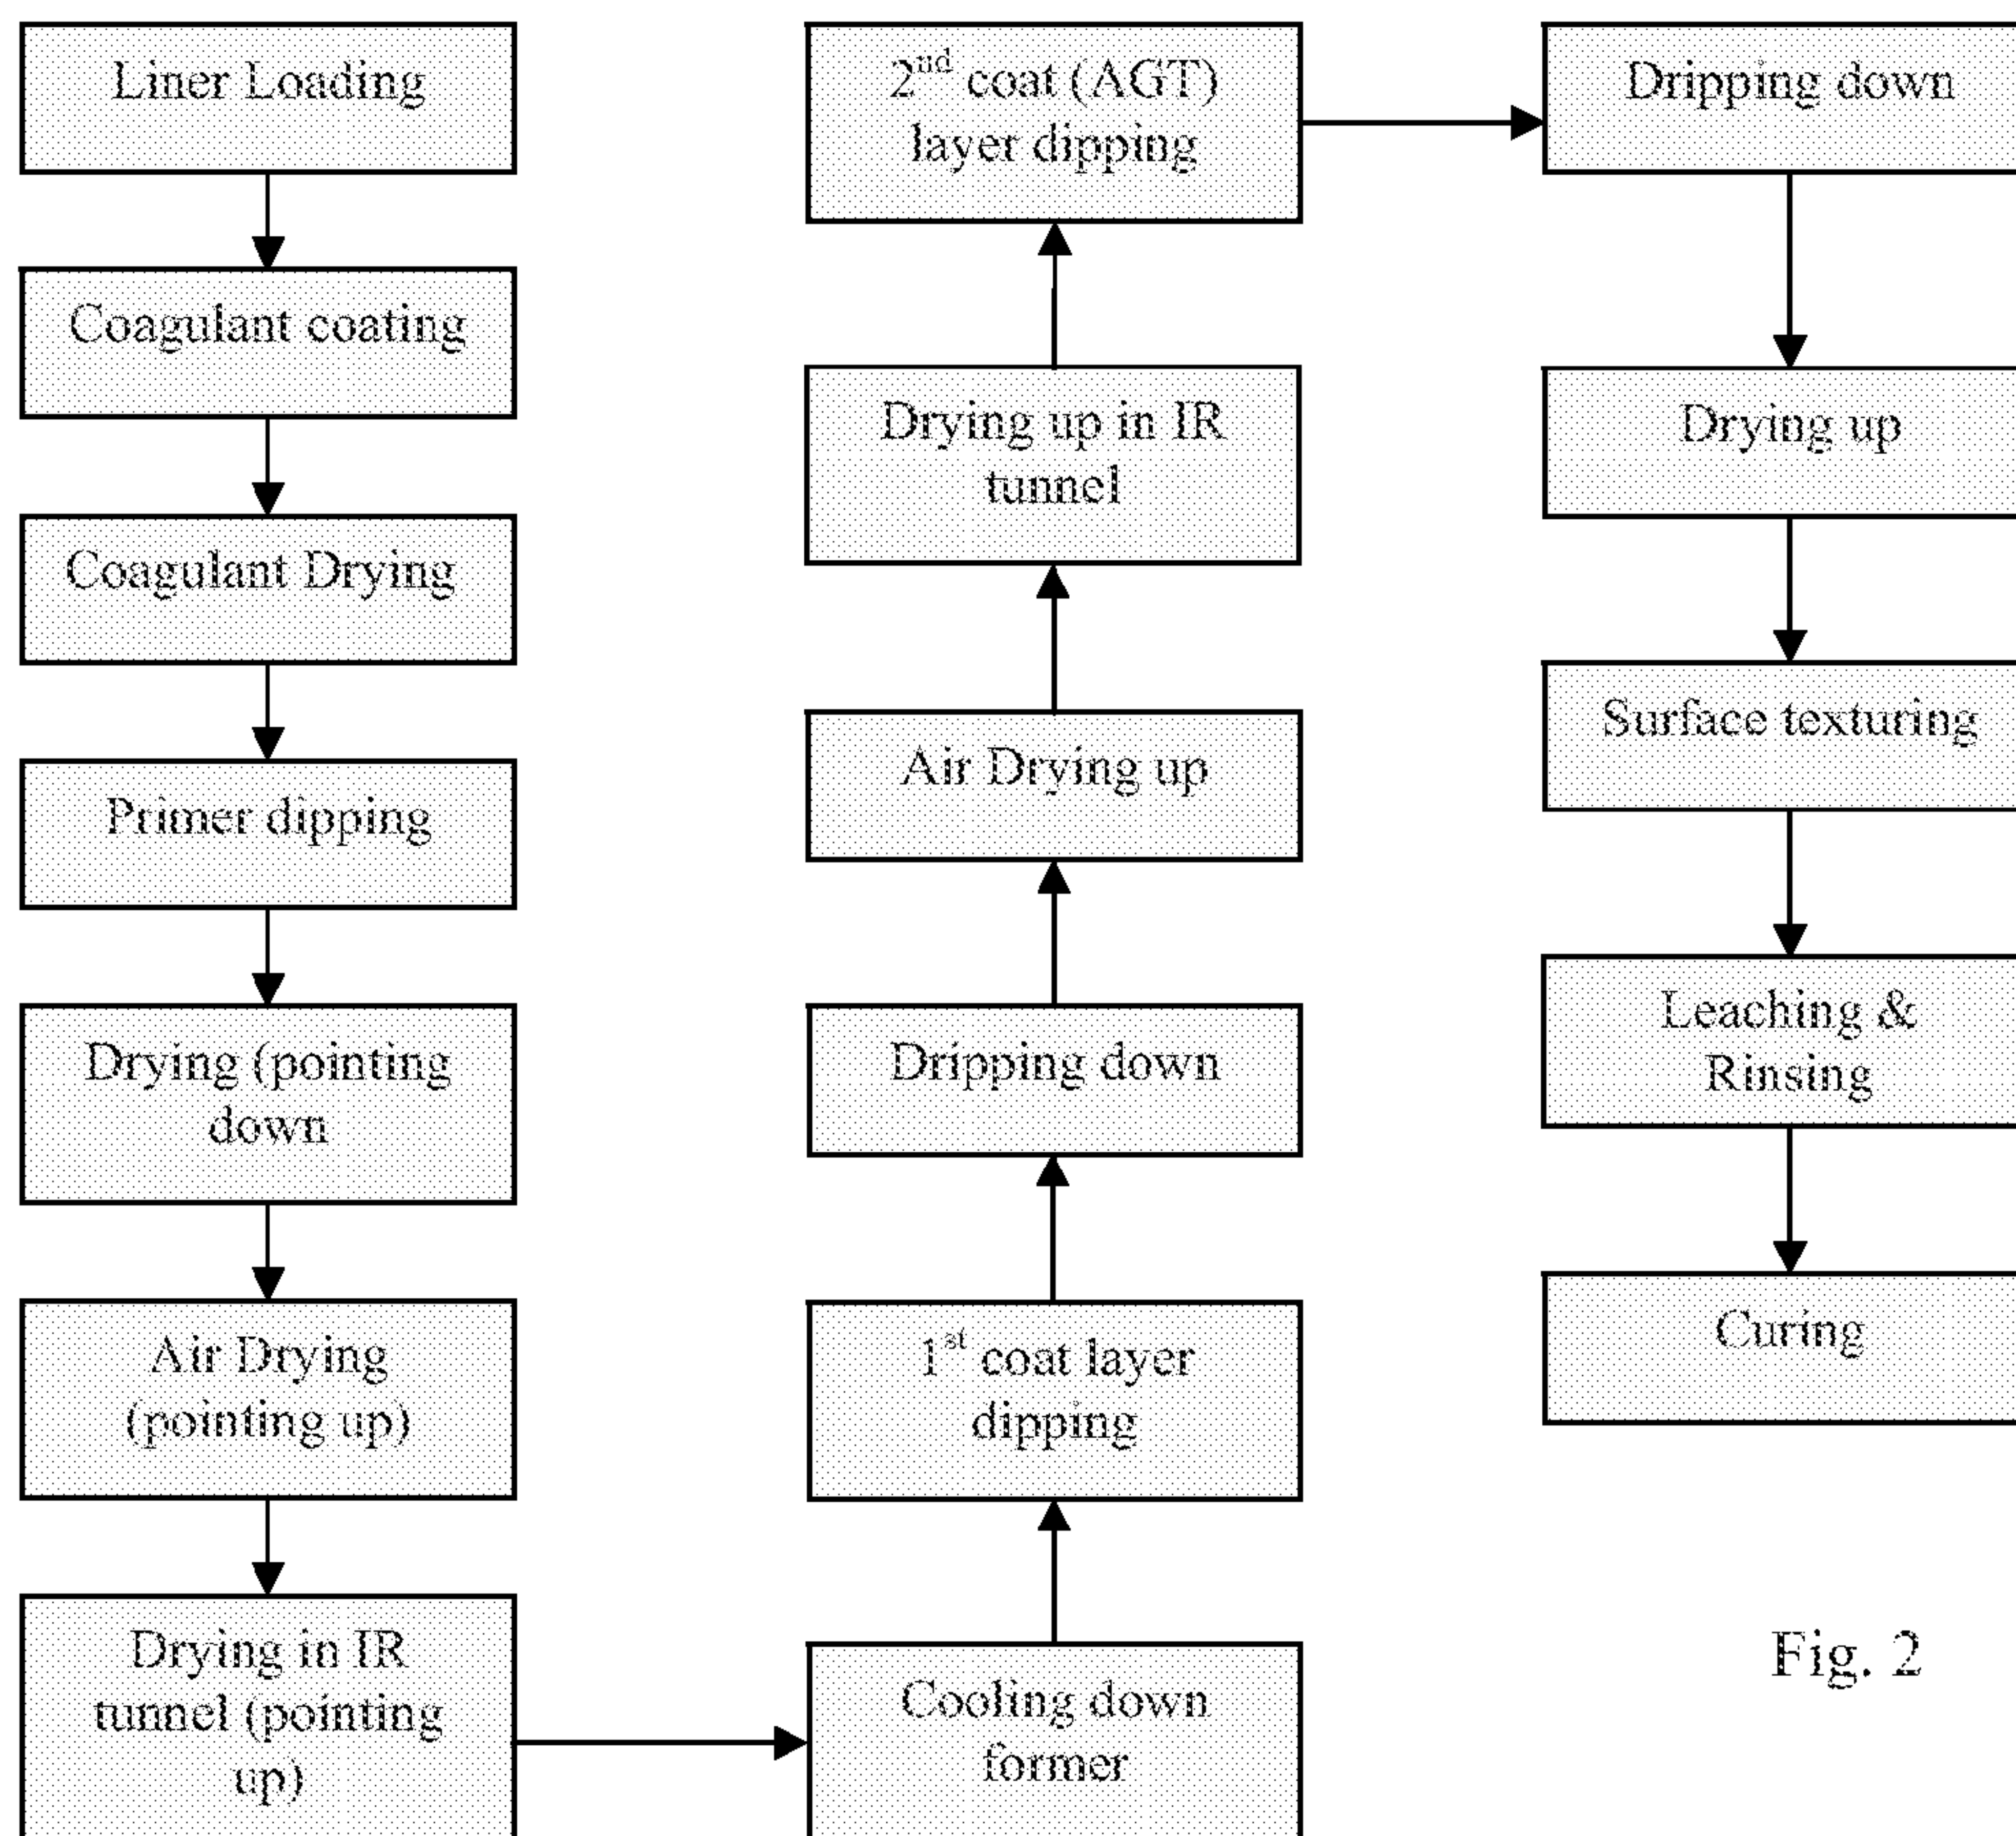 Liner Loading
Coagulant coating
Coagulant Drying
Primer dipping
Drying (pointing
down
Air Drying
(pointing up)
Drying in IR
tunnel (pointing
up)
Cooling down
former
1st coat layer
dipping
Dripping down
Air Drying up
Drying up in IR
tunnel
2nd coat (AGT)
layer dipping
Dripping down
Drying up
Surface texturing
Leaching &
Rinsing
Curing
Fig. 2